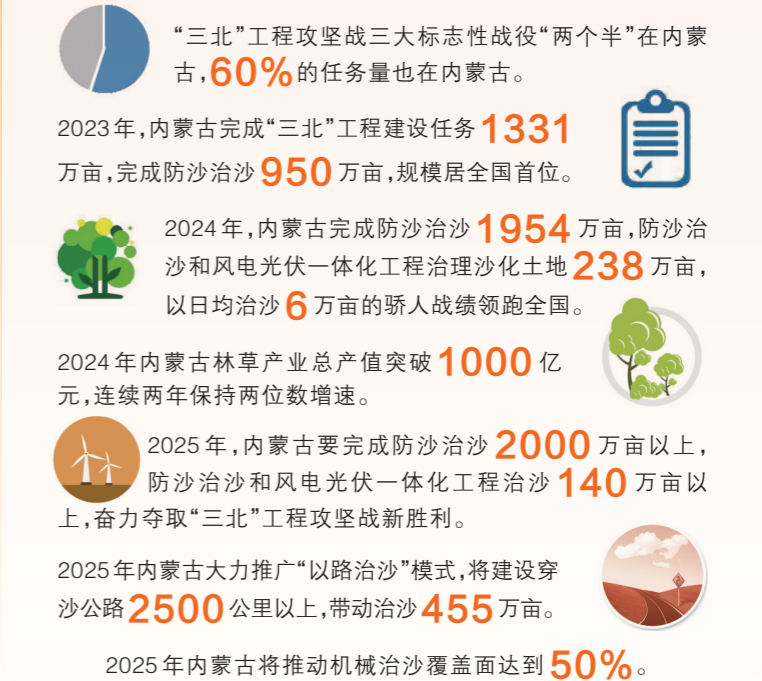 “三北”工程攻坚战三大标志性战役“两个半”在内蒙
古,60%的任务量也在内蒙古。
2023年,内蒙古完成“三北”工程建设任务1331
万亩,完成防沙治沙950万亩,规模居全国首位。
2024年,内蒙古完成防沙治沙1954万亩,防沙治
沙和风电光伏一体化工程治理沙化土地238万亩,
以日均治沙6万亩的骄人战绩领跑全国。
2024年内蒙古林草产业总产值突破1000亿
元,连续两年保持两位数增速。
2025年,内蒙古要完成防沙治沙2000万亩以上,
防沙治沙和风电光伏一体化工程治沙140万亩以
上,奋力夺取“三北”工程攻坚战新胜利。
2025年内蒙古大力推广“以路治沙”模式,将建设穿
沙公路2500公里以上,带动治沙455万亩。
2025年内蒙古将推动机械治沙覆盖面达到50%。